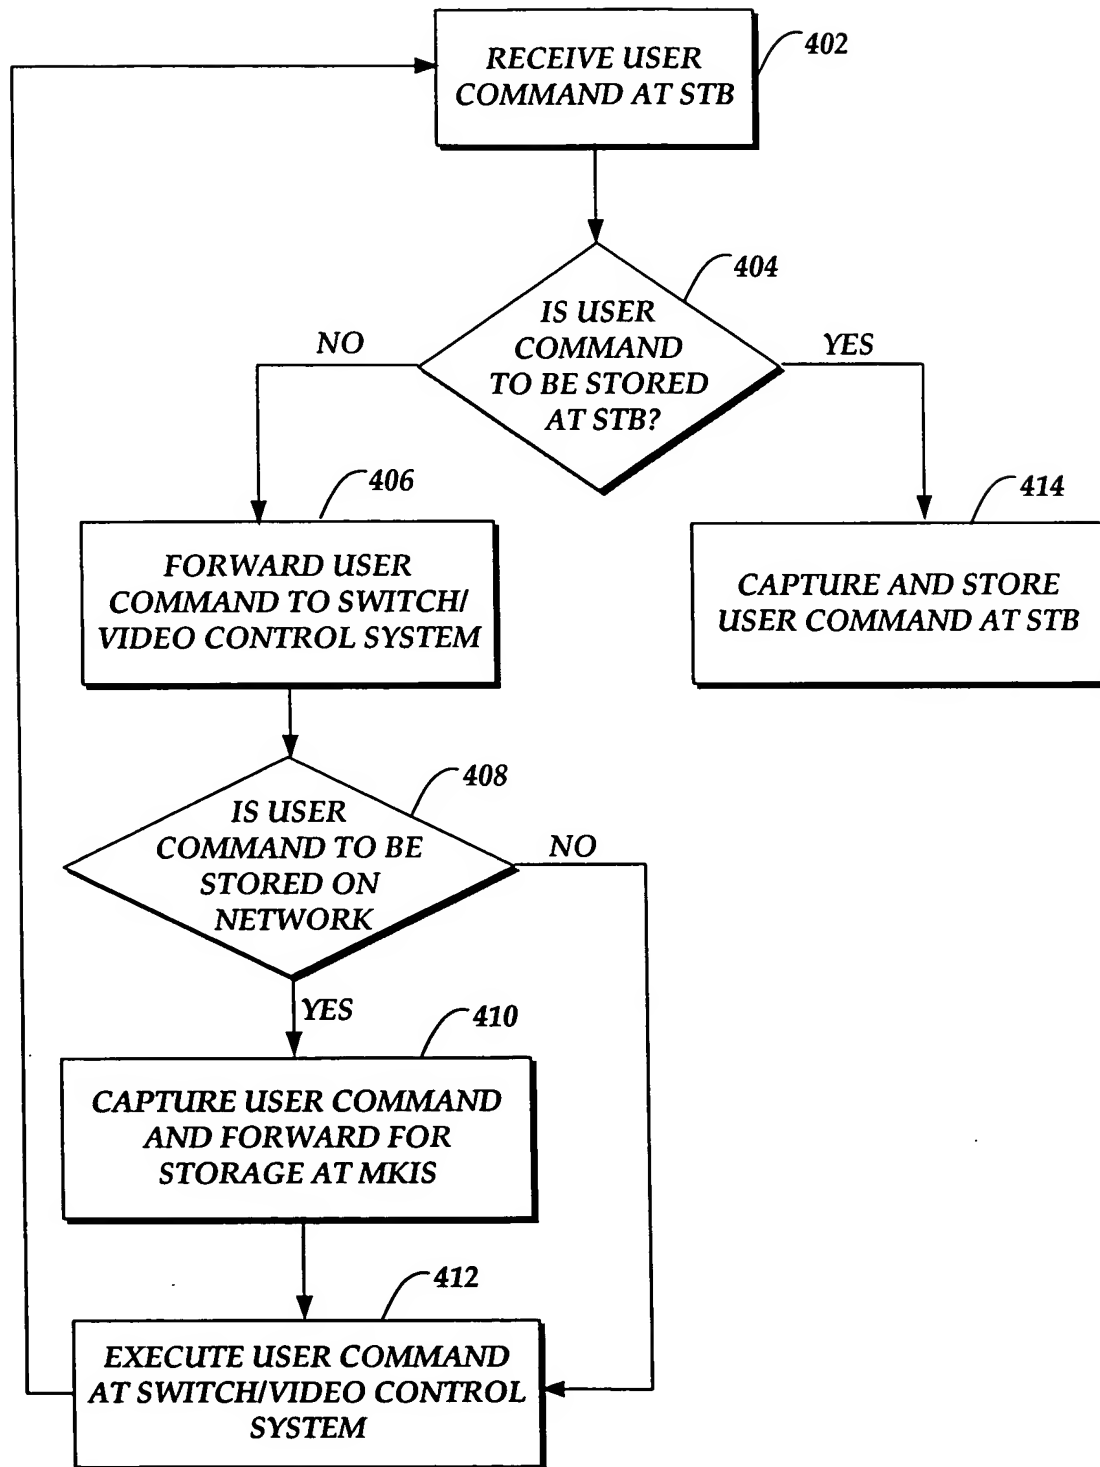 RECEIVE USER
COMMAND AT STB
402
IS USER
COMMAND
TO BE STORED
AT STB?
404
NO
YES
FORWARD USER
COMMAND TO SWITCH/
VIDEO CONTROL SYSTEM
406
CAPTURE AND STORE
USER COMMAND AT STB
414
IS USER
COMMAND TO BE
STORED ON
NETWORK
408
NO
YES
CAPTURE USER COMMAND
AND FORWARD FOR
STORAGE AT MKIS
410
EXECUTE USER COMMAND
AT SWITCH/VIDEO CONTROL
SYSTEM
412